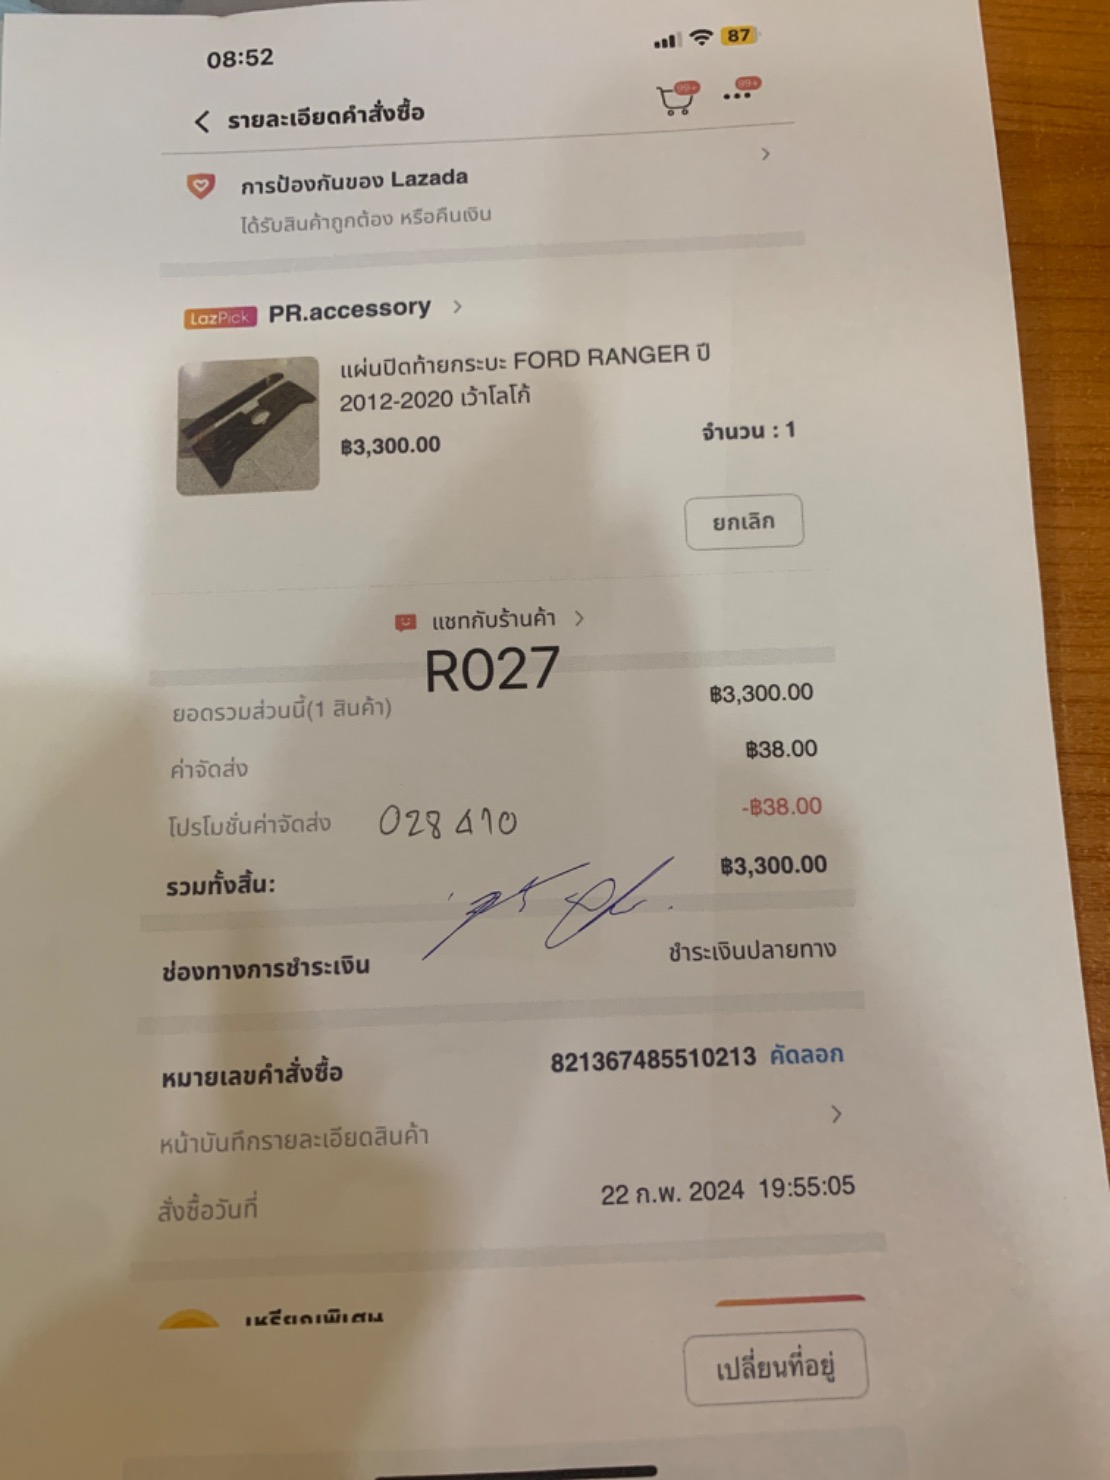 08:52
87
รายละเอียดคำสั่งซื้อ
99+
99+
การป้องกันของ Lazada
ได้รับสินค้าถูกต้อง หรือคืนเงิน
LazPick PR.accessory
แผ่นปิดท้ายกระบะ FORD RANGER ปี
2012-2020 เว้าโลโก้
฿3,300.00
จำนวน : 1
ยกเลิก
แชทกับร้านค้า
R027
ยอดรวมส่วนนี้(1 สินค้า) ฿3,300.00
ค่าจัดส่ง ฿38.00
โปรโมชั่นค่าจัดส่ง 028410 -฿38.00
รวมทั้งสิ้น: ฿3,300.00
ช่องทางการชำระเงิน ชำระเงินปลายทาง
หมายเลขคำสั่งซื้อ 821367485510213 คัดลอก
หน้าบันทึกรายละเอียดสินค้า
สั่งซื้อวันที่ 22 ก.พ. 2024 19:55:05
เหรียญพิเศษ
เปลี่ยนที่อยู่